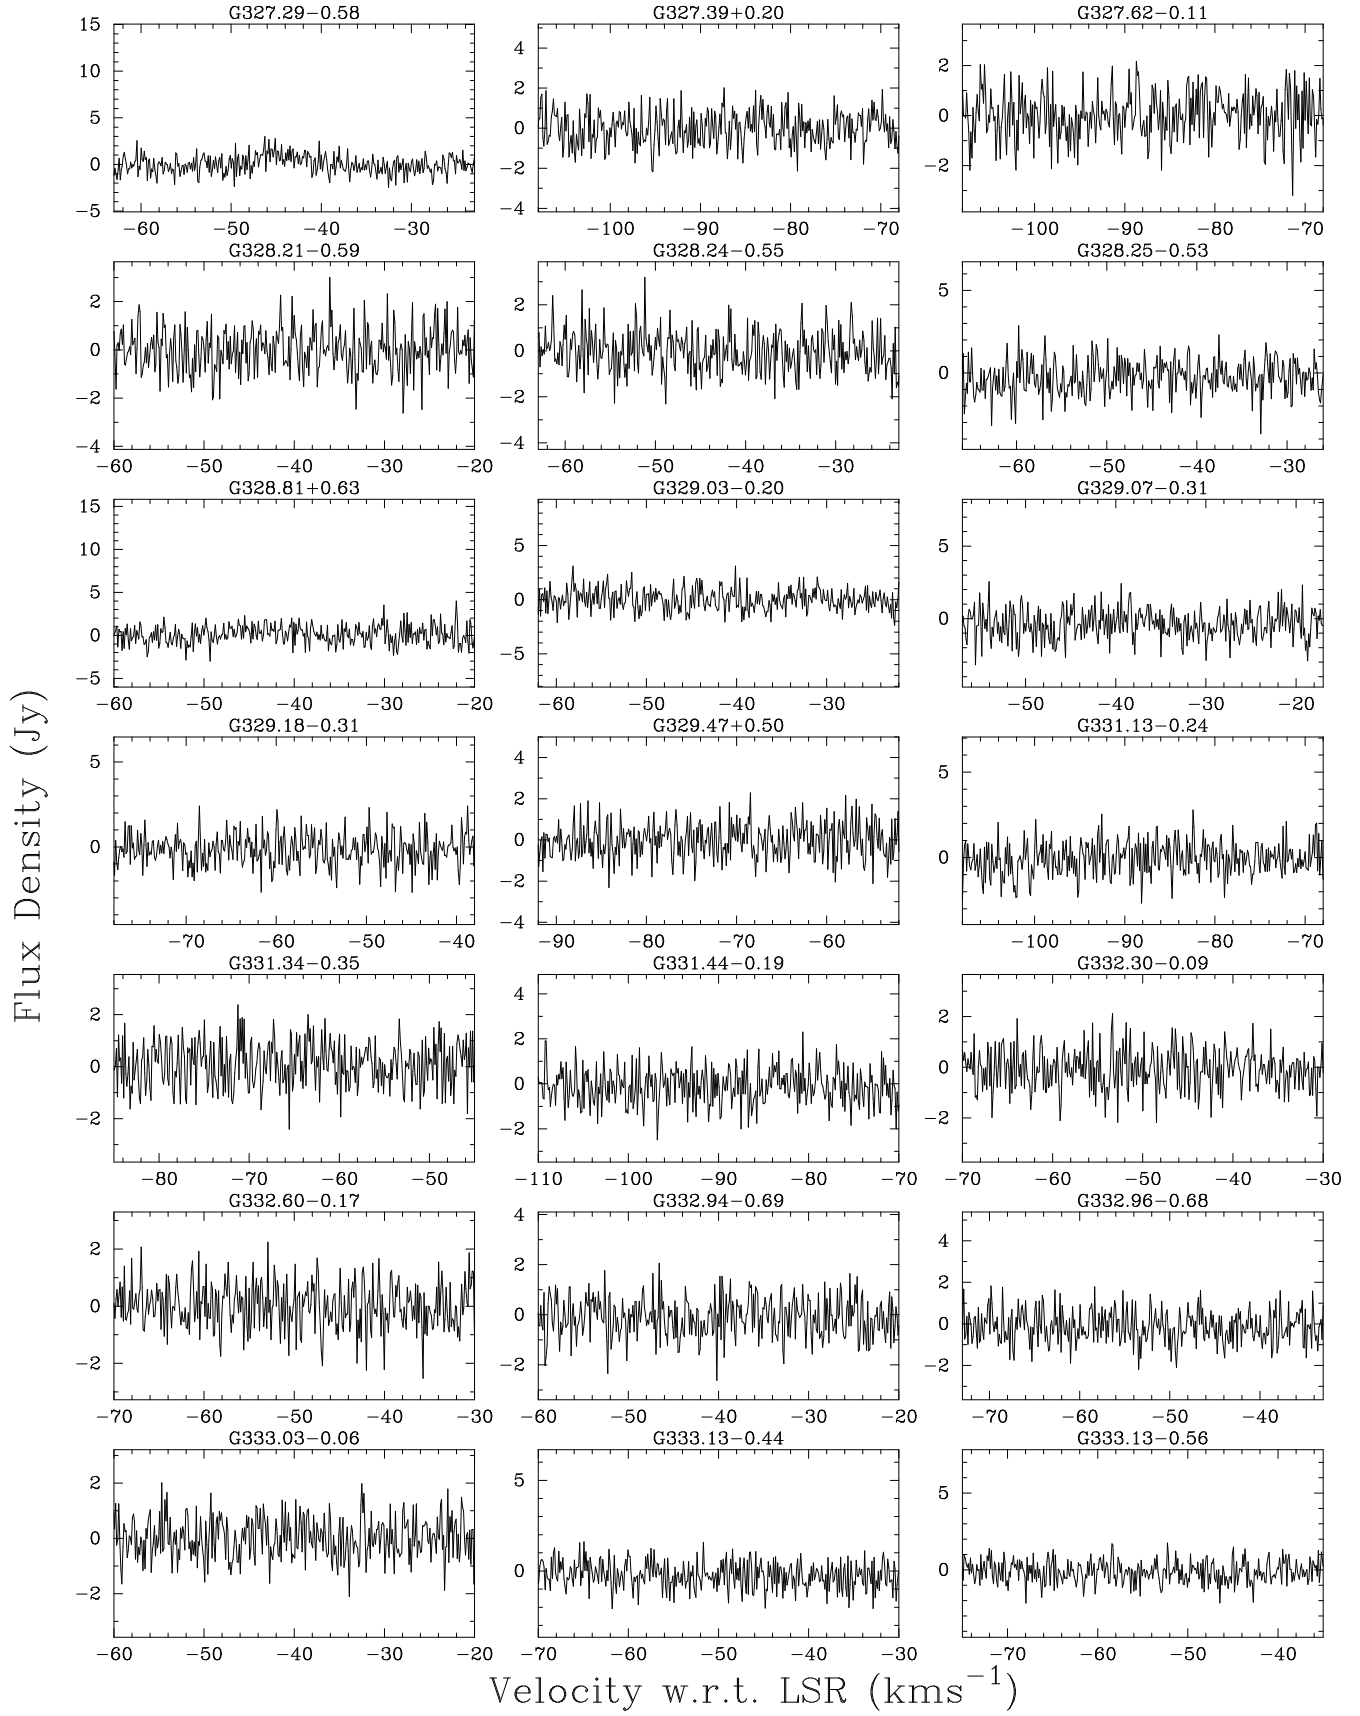 G327.29−0.58 G327.39+0.20 G327.62−0.11
15 10 5 0 −5
4 2 0 −2 −4
2 0 −2
−60 −50 −40 −30
−100 −90 −80 −70
−100 −90 −80 −70
G328.21−0.59 G328.24−0.55 G328.25−0.53
2 0 −2 −4
2 0 −2 −4
5 0
−60 −50 −40 −30 −20
−60 −50 −40 −30
−60 −50 −40 −30
G328.81+0.63 G329.03−0.20 G329.07−0.31
15 10 5 0 −5
5 0 −5
5 0
−60 −50 −40 −30 −20
−60 −50 −40 −30
−50 −40 −30 −20
G329.18−0.31 G329.47+0.50 G331.13−0.24
5 0
4 2 0 −2 −4
5 0
−70 −60 −50 −40
−90 −80 −70 −60
−100 −90 −80 −70
G331.34−0.35 G331.44−0.19 G332.30−0.09
2 0 −2
4 2 0 −2
2 0 −2
−80 −70 −60 −50
−110 −100 −90 −80 −70
−70 −60 −50 −40 −30
G332.60−0.17 G332.94−0.69 G332.96−0.68
2 0 −2
4 2 0 −2
4 2 0 −2
−70 −60 −50 −40 −30
−60 −50 −40 −30 −20
−70 −60 −50 −40
G333.03−0.06 G333.13−0.44 G333.13−0.56
2 0 −2
5 0
5 0
−60 −50 −40 −30 −20
−70 −60 −50 −40 −30
−70 −60 −50 −40
Flux Density (Jy)
Velocity w.r.t. LSR (kms⁻¹)